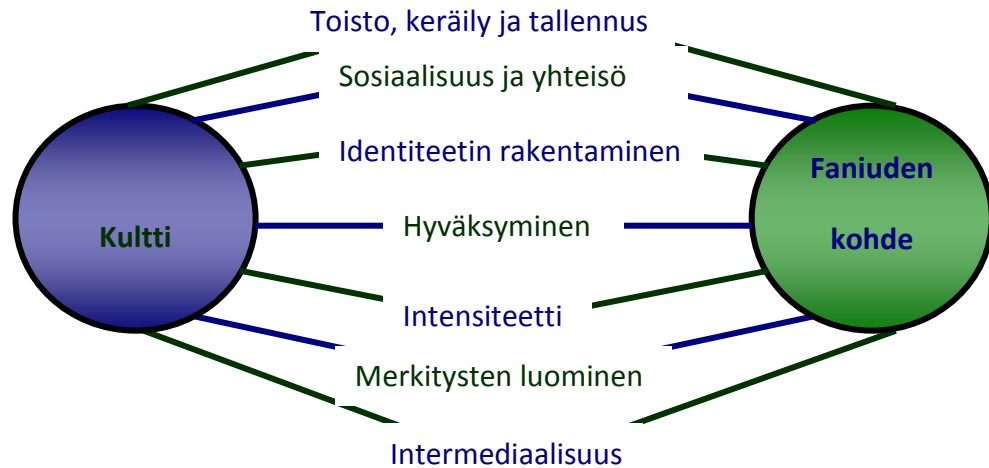 Toisto, keräily ja tallennus
Sosiaalisuus ja yhteisö
Identiteetin rakentaminen
Faniuden
kohde
Kultti
Hyväksyminen
Intensiteetti
Merkitysten luominen
Intermediaalisuus